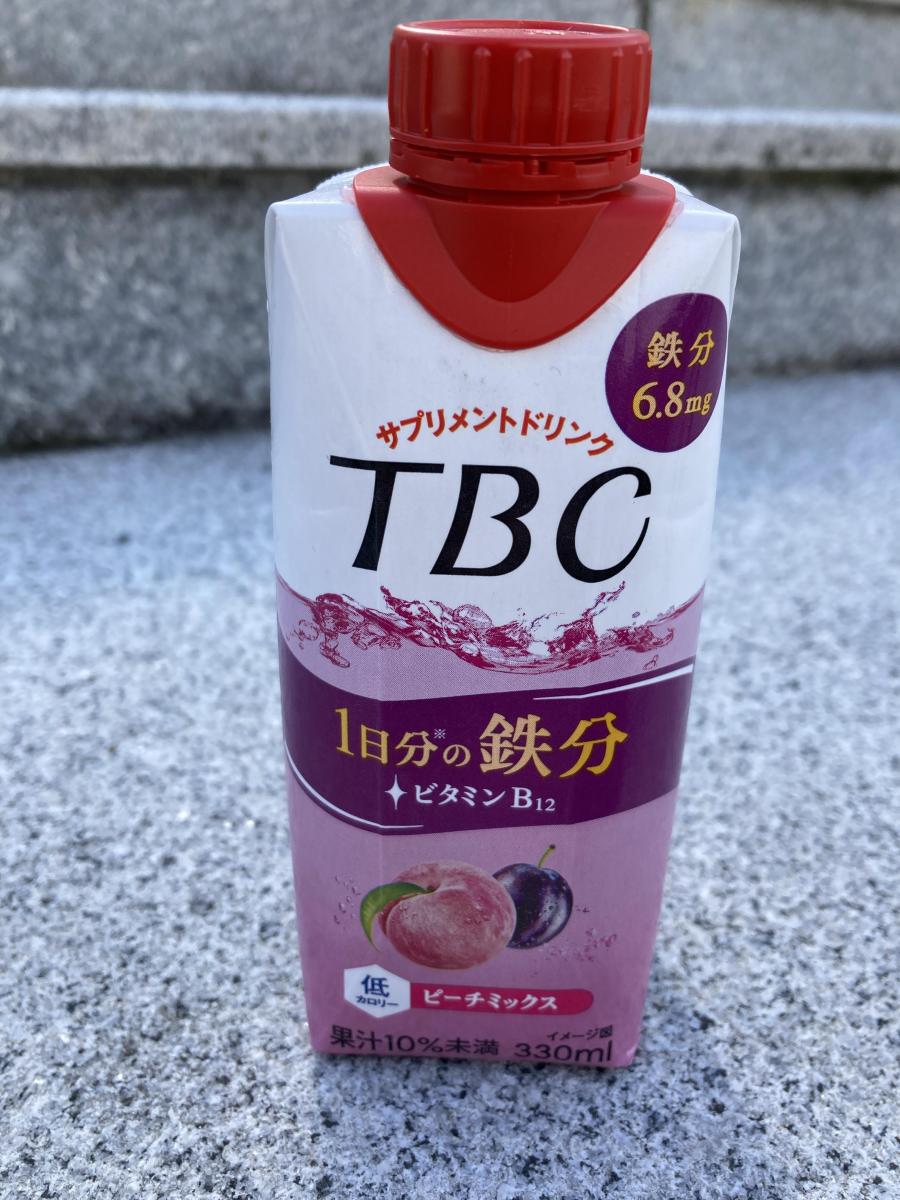 鉄分
6.8mg
サプリメントドリンク
TBC
1日分※の鉄分
ビタミンB12
低
カロリー
ピーチミックス
イメージ図
果汁10%未満 330ml